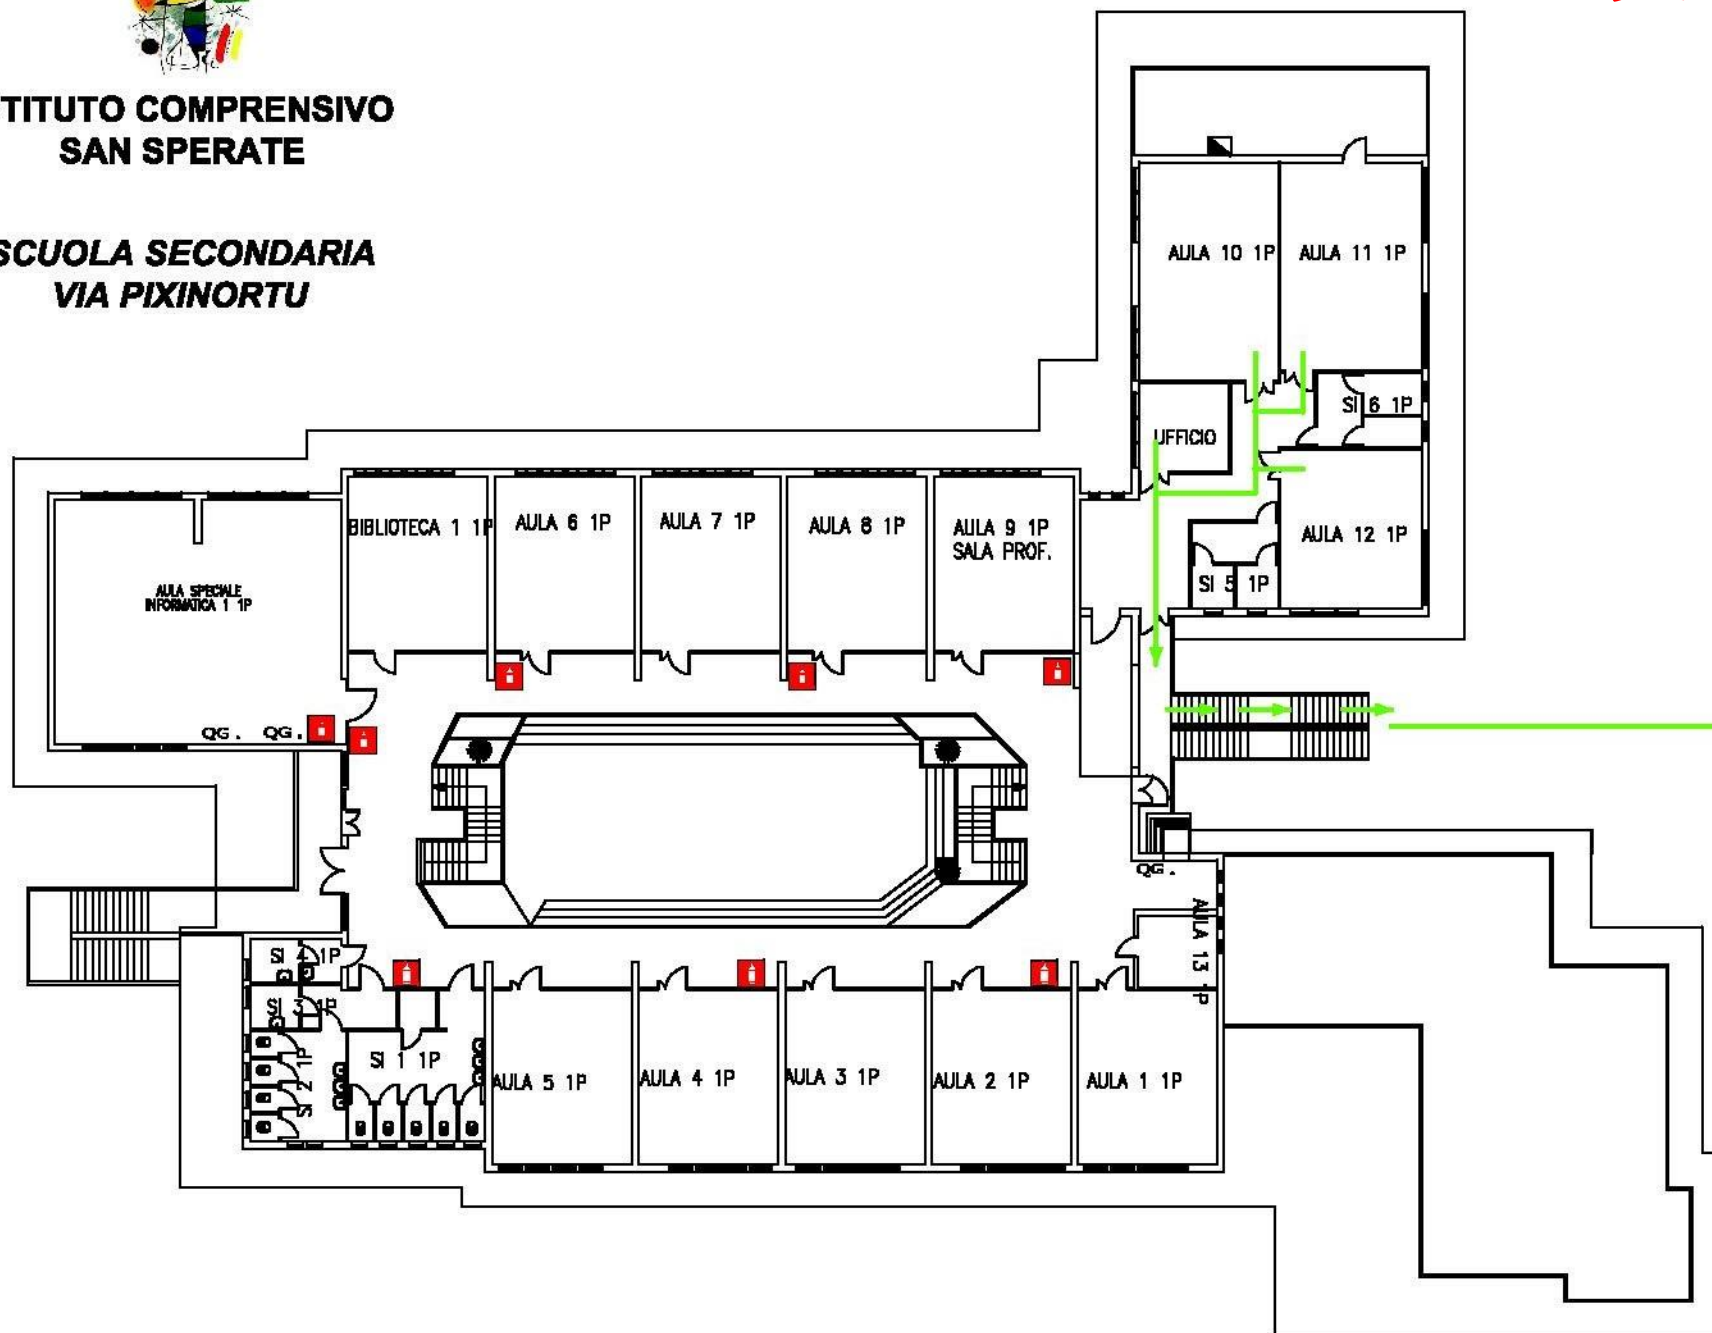 TITUTO COMPRENSIVO
SAN SPERATE
SCUOLA SECONDARIA
VIA PIXINORTU
AULA 10 1P
AULA 11 1P
SI 6 1P
UFFICIO
AULA 12 1P
SI 5 1P
BIBLIOTECA 1 1P
AULA 6 1P
AULA 7 1P
AULA 8 1P
AULA 9 1P
SALA PROF.
AULA SPECIALE
INFORMATICA 1 1P
QG. QG.
QG.
AULA 13 1P
SI 4 1P
SI 3 1P
SI 2 1P
SI 1 1P
AULA 5 1P
AULA 4 1P
AULA 3 1P
AULA 2 1P
AULA 1 1P